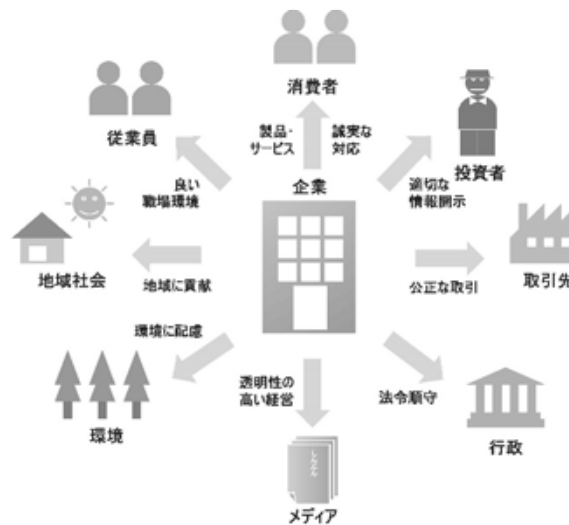 消費者
従業員
製品・
サービス
誠実な
対応
投資者
企業
良い
職場環境
適切な
情報開示
地域社会
地域に貢献
公正な取引
取引先
環境に配慮
透明性の
高い経営
法令順守
環境
行政
しんぶん
メディア